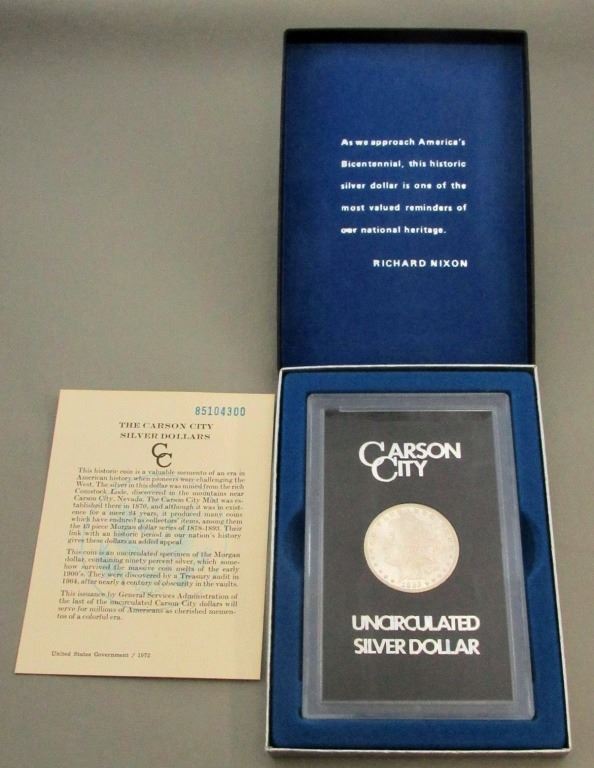 As we approach America's
Bicentennial, this historic
silver dollar is one of the
most valued reminders of
our national heritage.
RICHARD NIXON
85104300
THE CARSON CITY
SILVER DOLLARS
CC
This historic coin is a valuable memento of an era in
American history when pioneers were challenging the
West. The silver in this dollar was mined from the rich
Comstock Lode, discovered in the mountains near
Carson City, Nevada. The Carson City Mint was es-
tablished there in 1870, and although it was in exist-
ence for a mere 24 years, it produced many coins
which have endured as collectors' items, among them
the 13 piece Morgan dollar series of 1878-1893. Their
link with an historic period in our nation's history
gives these dollars an added appeal.
This coin is an uncirculated specimen of the Morgan
dollar, containing ninety percent silver, which some-
how survived the massive coin melts of the early
1900's. They were discovered by a Treasury audit in
1964, after nearly a century of obscurity in the vaults.
This issuance by General Services Administration of
the last of the uncirculated Carson City dollars will
serve for millions of Americans as cherished memen-
tos of a colorful era.
United States Government / 1972
CARSON
CITY
UNCIRCULATED
SILVER DOLLAR